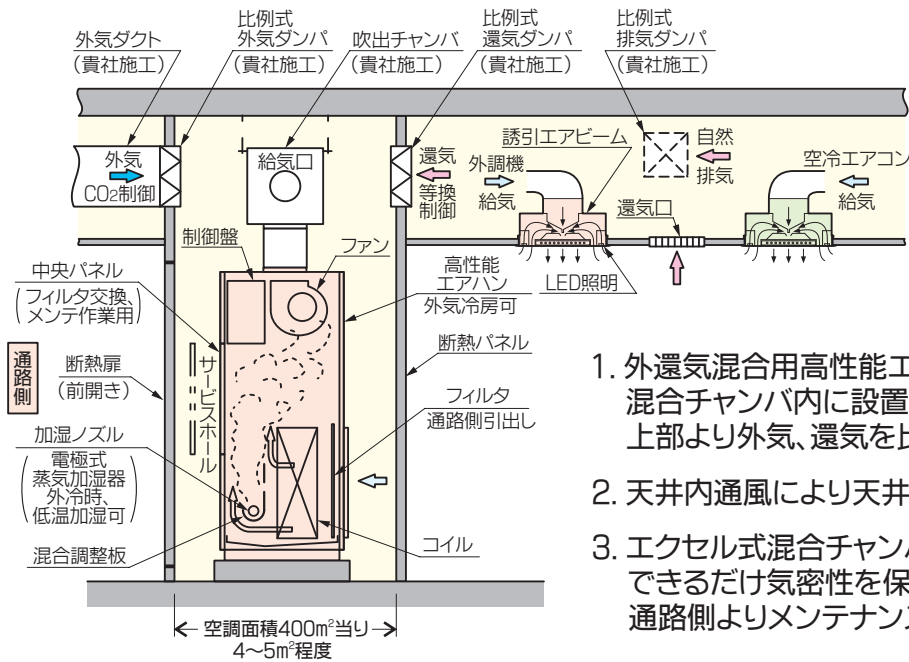 外気ダクト
(貴社施工)
比例式
外気ダンパ
(貴社施工)
吹出チャンバ
(貴社施工)
比例式
還気ダンパ
(貴社施工)
比例式
排気ダンパ
(貴社施工)
外気
CO2制御
給気口
還気
等換
制御
誘引エアビーム
外調機
給気
自然
排気
空冷エアコン
給気
還気口
LED照明
制御盤
ファン
高性能
エアハン
外気冷房可
中央パネル
(フィルタ交換、
メンテ作業用)
通路側
断熱扉
(前開き)
サービスホール
断熱パネル
フィルタ
通路側引出し
加湿ノズル
(電極式
蒸気加湿器
外冷時、
低温加湿可)
混合調整板
コイル
空調面積400m²当り
4〜5m²程度
1. 外還気混合用高性能エ
混合チャンバ内に設置
上部より外気、還気を比
2. 天井内通風により天井
3. エクセル式混合チャンバ
できるだけ気密性を保
通路側よりメンテナンス